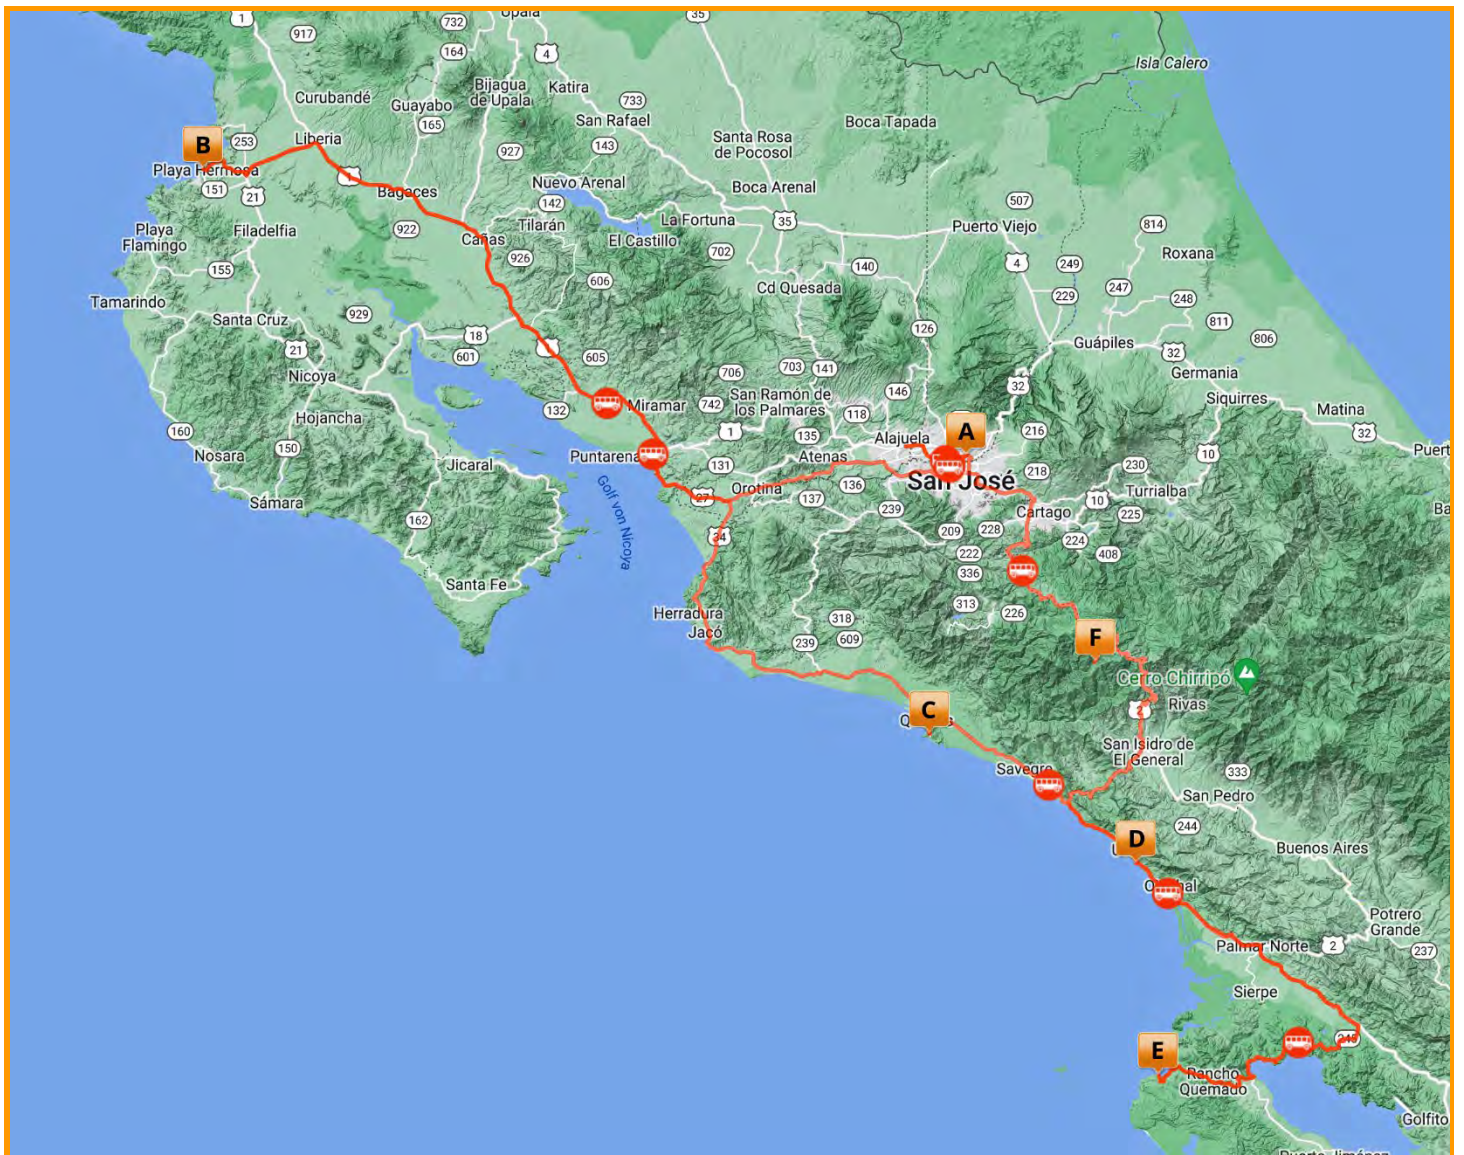 Upala
35
1
917
732
164
4
Isla Calero
Bijagua
de Upala
Katira
Curubandé
Guayabo
733
165
San Rafael
Boca Tapada
B
253
Liberia
927
143
Santa Rosa
de Pocosol
Playa Hermosa
1
Nuevo Arenal
Boca Arenal
151
21
Bagaces
142
507
Playa
Flamingo
Filadelfia
922
Tilarán
La Fortuna
35
Puerto Viejo
814
Cañas
El Castillo
926
702
Roxana
155
606
140
4
249
Cd Quesada
247
229
248
Tamarindo
Santa Cruz
929
126
811
18
806
21
601
605
Guápiles
32
Nicoya
706
703
141
32
Germania
146
Siquirres
Hojancha
132
Miramar
742
San Ramón de
los Palmares
118
Matina
160
1
135
Alajuela
A
216
32
150
Nosara
Jicaral
Puntarenas
131
Atenas
10
Puert
218
230
Sámara
27
Orotina
136
San José
Turrialba
137
10
162
Golf von Nicoya
239
Cartago
225
34
209
228
224
222
408
336
Santa Fe
313
226
Herradura
318
Jacó
239
609
F
Cerro Chirripó
Rivas
C
2
San Isidro de
El General
Savegre
333
San Pedro
D
244
Buenos Aires
Potrero
Grande
Palmar Norte
2
237
Sierpe
E
245
Rancho
Quemado
Golfito
Puerto Jiménez